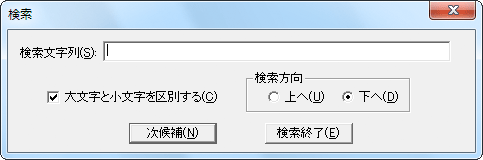 検索
検索文字列(S):
検索方向
大文字と小文字を区別する(C)
上へ(U)
下へ(D)
次候補(N)
検索終了(E)